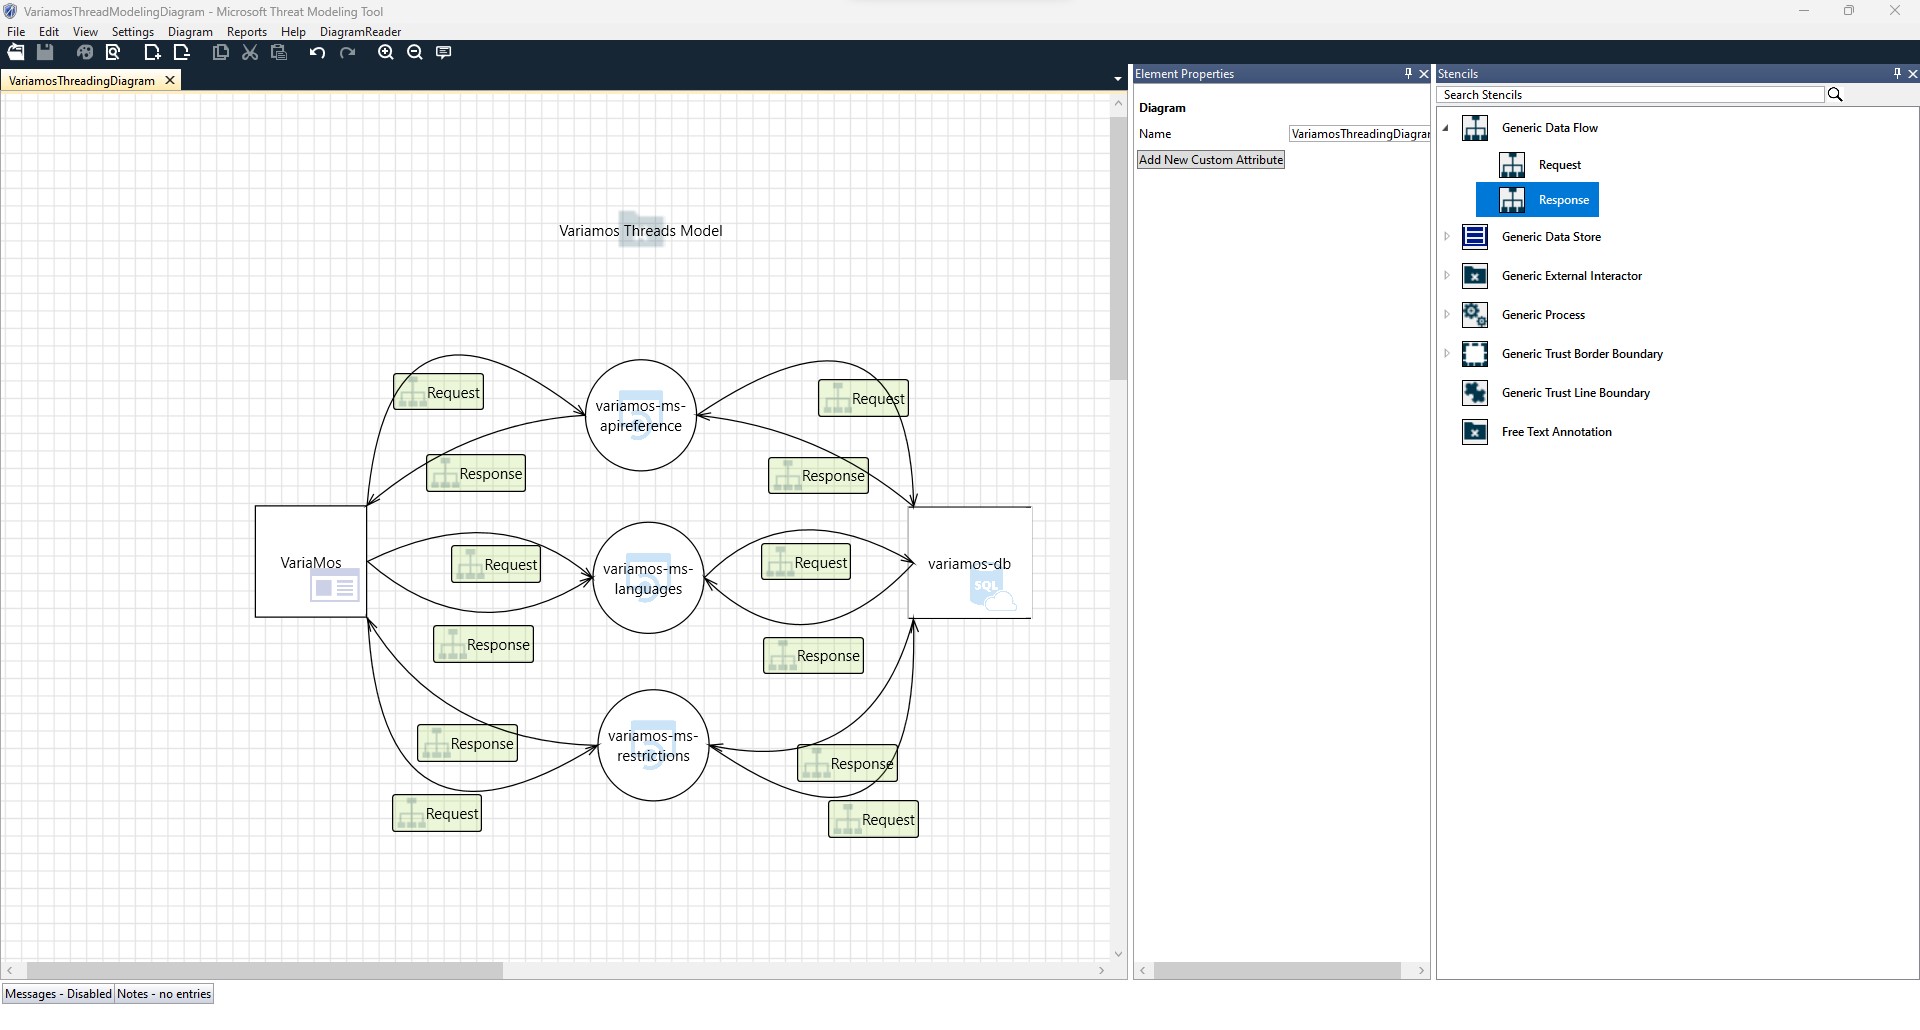 VariamosThreadModelingDiagram - Microsoft Threat Modeling Tool
File Edit View Settings Diagram Reports Help DiagramReader
VariamosThreadingDiagram
Variamos Threads Model
Request
variamos-ms-
apireference
Request
Response
Response
VariaMos
Request
variamos-ms-
languages
Request
variamos-db
SQL
Response
Response
Response
variamos-ms-
restrictions
Response
Request
Request
Messages - Disabled
Notes - no entries
Element Properties
Diagram
Name
VariamosThreadingDiagrar
Add New Custom Attribute
Stencils
Search Stencils
Generic Data Flow
Request
Response
Generic Data Store
Generic External Interactor
Generic Process
Generic Trust Border Boundary
Generic Trust Line Boundary
Free Text Annotation